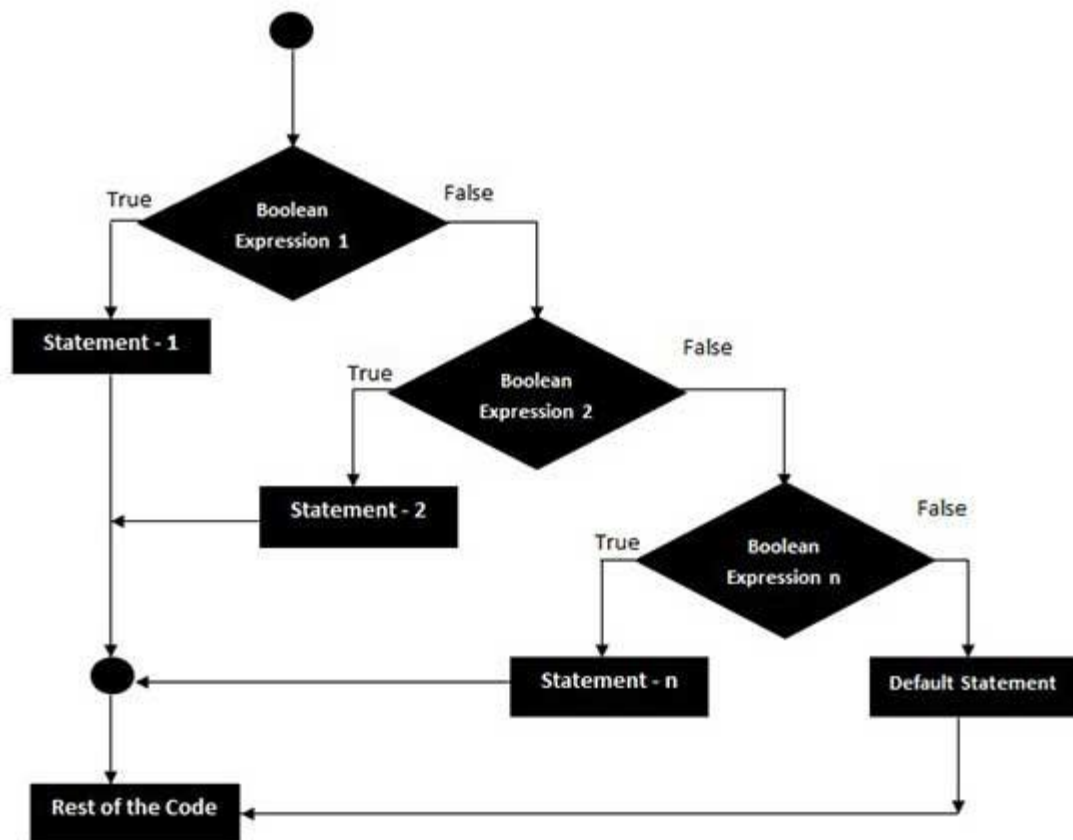 True
False
Boolean
Expression 1
Statement - 1
True
False
Boolean
Expression 2
Statement - 2
True
False
Boolean
Expression n
Statement - n
Default Statement
Rest of the Code